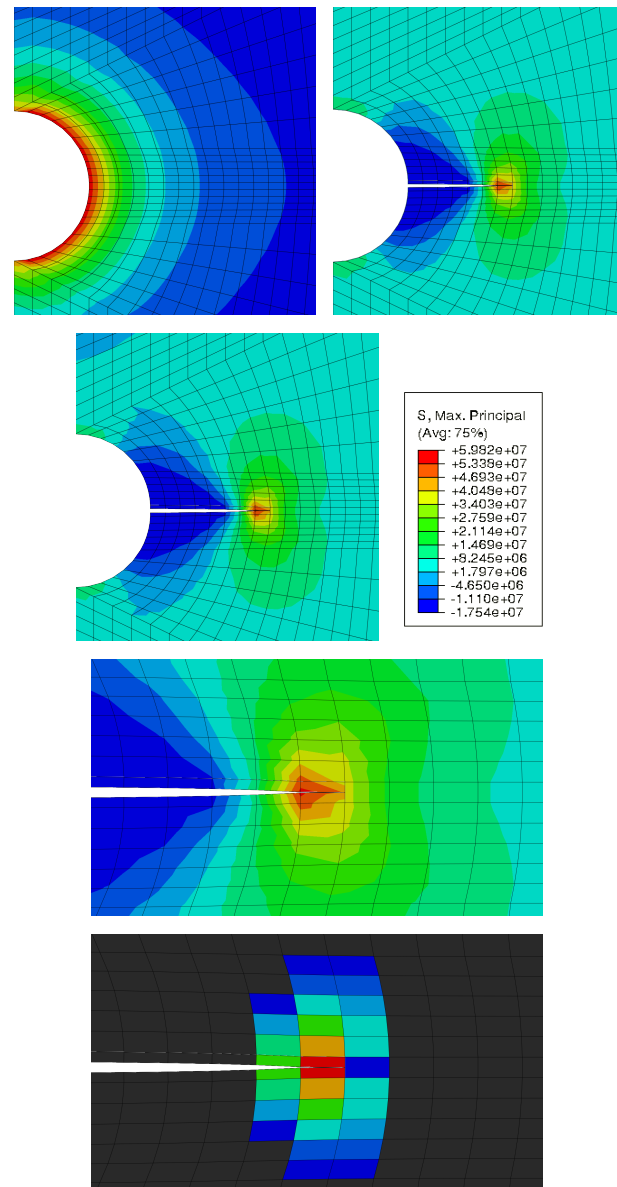 S, Max. Principal
(Avg: 75%)
+5.982e+07
+5.338e+07
+4.693e+07
+4.048e+07
+3.403e+07
+2.759e+07
+2.114e+07
+1.469e+07
+8.245e+06
+1.797e+06
-4.650e+06
-1.110e+07
-1.754e+07